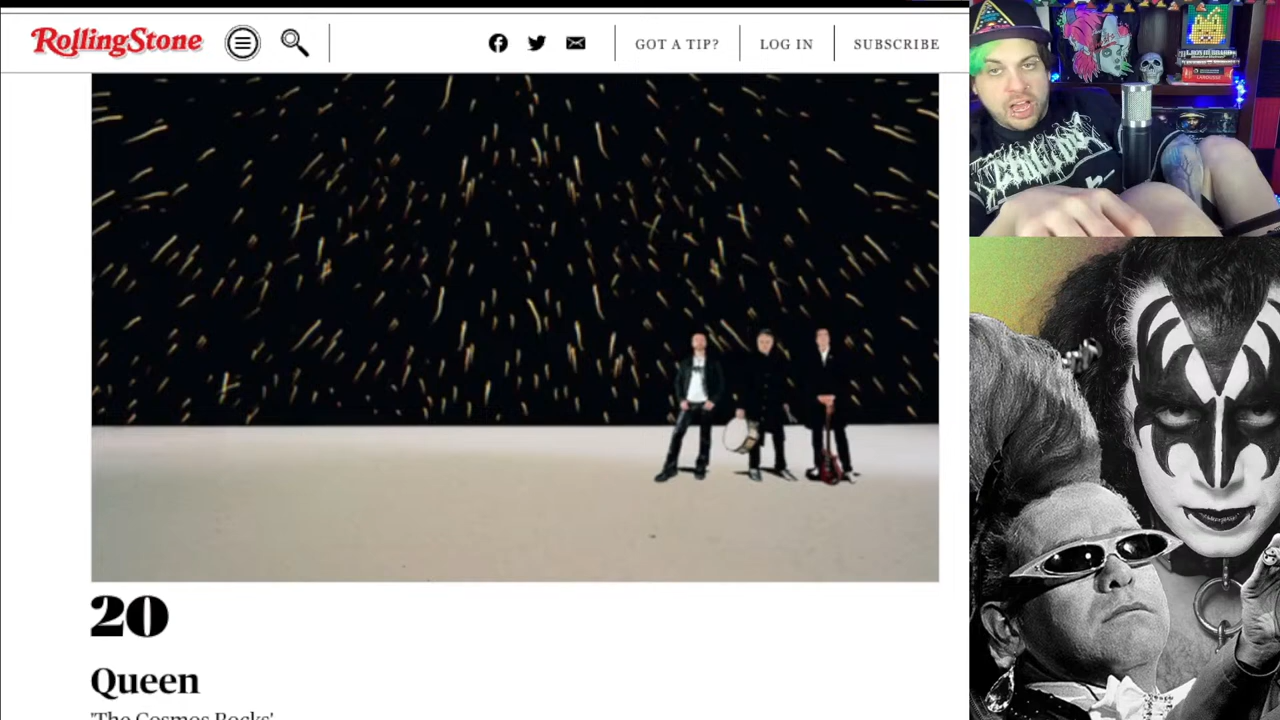 RollingStone
GOT A TIP?
LOG IN
SUBSCRIBE
20
Queen
'The Cosmos Rocks'